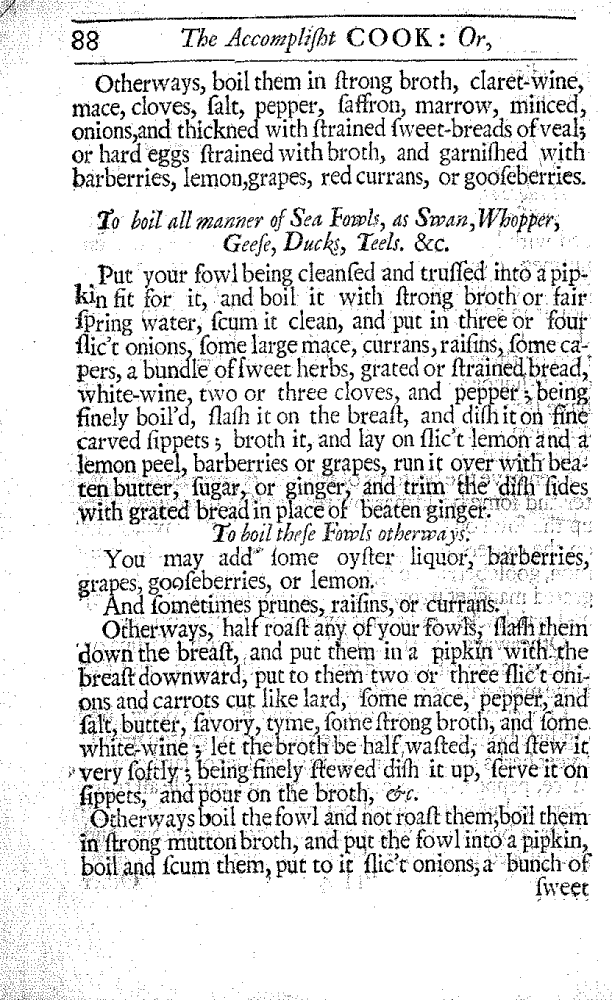 88 The Accompliſht COOK: Or,
Otherways, boil them in ſtrong broth, claret-wine,
mace, cloves, ſalt, pepper, ſaffron, marrow, minced,
onions,and thickned with ſtrained ſweet-breads of veal;
or hard eggs ſtrained with broth, and garniſhed with
barberries, lemon,grapes, red currans, or gooſeberries.
To boil all manner of Sea Fowls, as Swan, Whopper,
Geeſe, Ducks, Teels. &c.
Put your fowl being cleanſed and truſſed into a pip-
kin fit for it, and boil it with ſtrong broth or fair
ſpring water, ſcum it clean, and put in three or four
ſlic't onions, ſome large mace, currans, raiſins, ſome ca-
pers, a bundle of ſweet herbs, grated or ſtrained bread,
white-wine, two or three cloves, and pepper; being
finely boil'd, ſlaſh it on the breaſt, and diſh it on fine
carved ſippets; broth it, and lay on ſlic't lemon and a
lemon peel, barberries or grapes, run it over with bea-
ten butter, ſugar, or ginger, and trim the diſh ſides
with grated bread in place of beaten ginger.
To boil theſe Fowls otherways.
You may add ſome oyſter liquor, barberries,
grapes, gooſeberries, or lemon.
And ſometimes prunes, raiſins, or currans.
Otherways, half roaſt any of your fowls, ſlaſh them
down the breaſt, and put them in a pipkin with the
breaſt downward, put to them two or three ſlic't oni-
ons and carrots cut like lard, ſome mace, pepper, and
ſalt, butter, ſavory, tyme, ſome ſtrong broth, and ſome
white-wine; let the broth be half waſted, and ſtew it
very ſoftly; being finely ſtewed diſh it up, ſerve it on
ſippets, and pour on the broth, &c.
Otherways boil the fowl and not roaſt them,boil them
in ſtrong mutton broth, and put the fowl into a pipkin,
boil and ſcum them, put to it ſlic't onions, a bunch of
ſweet